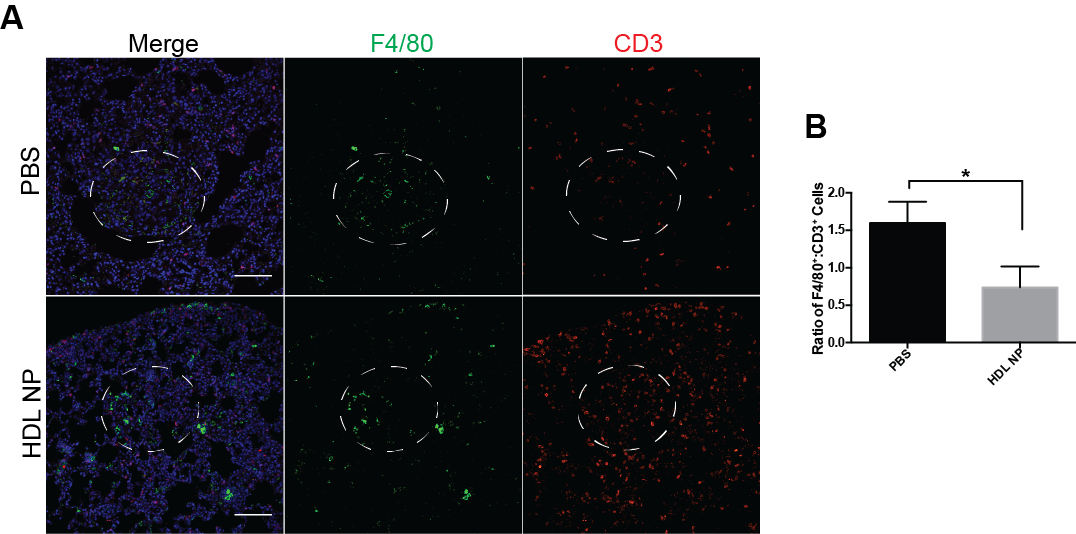 A
Merge
F4/80
CD3
PBS
HDL NP
B
*
Ratio of F4/80⁺:CD3⁺ Cells
2.0
1.5
1.0
0.5
0.0
PBS
HDL NP